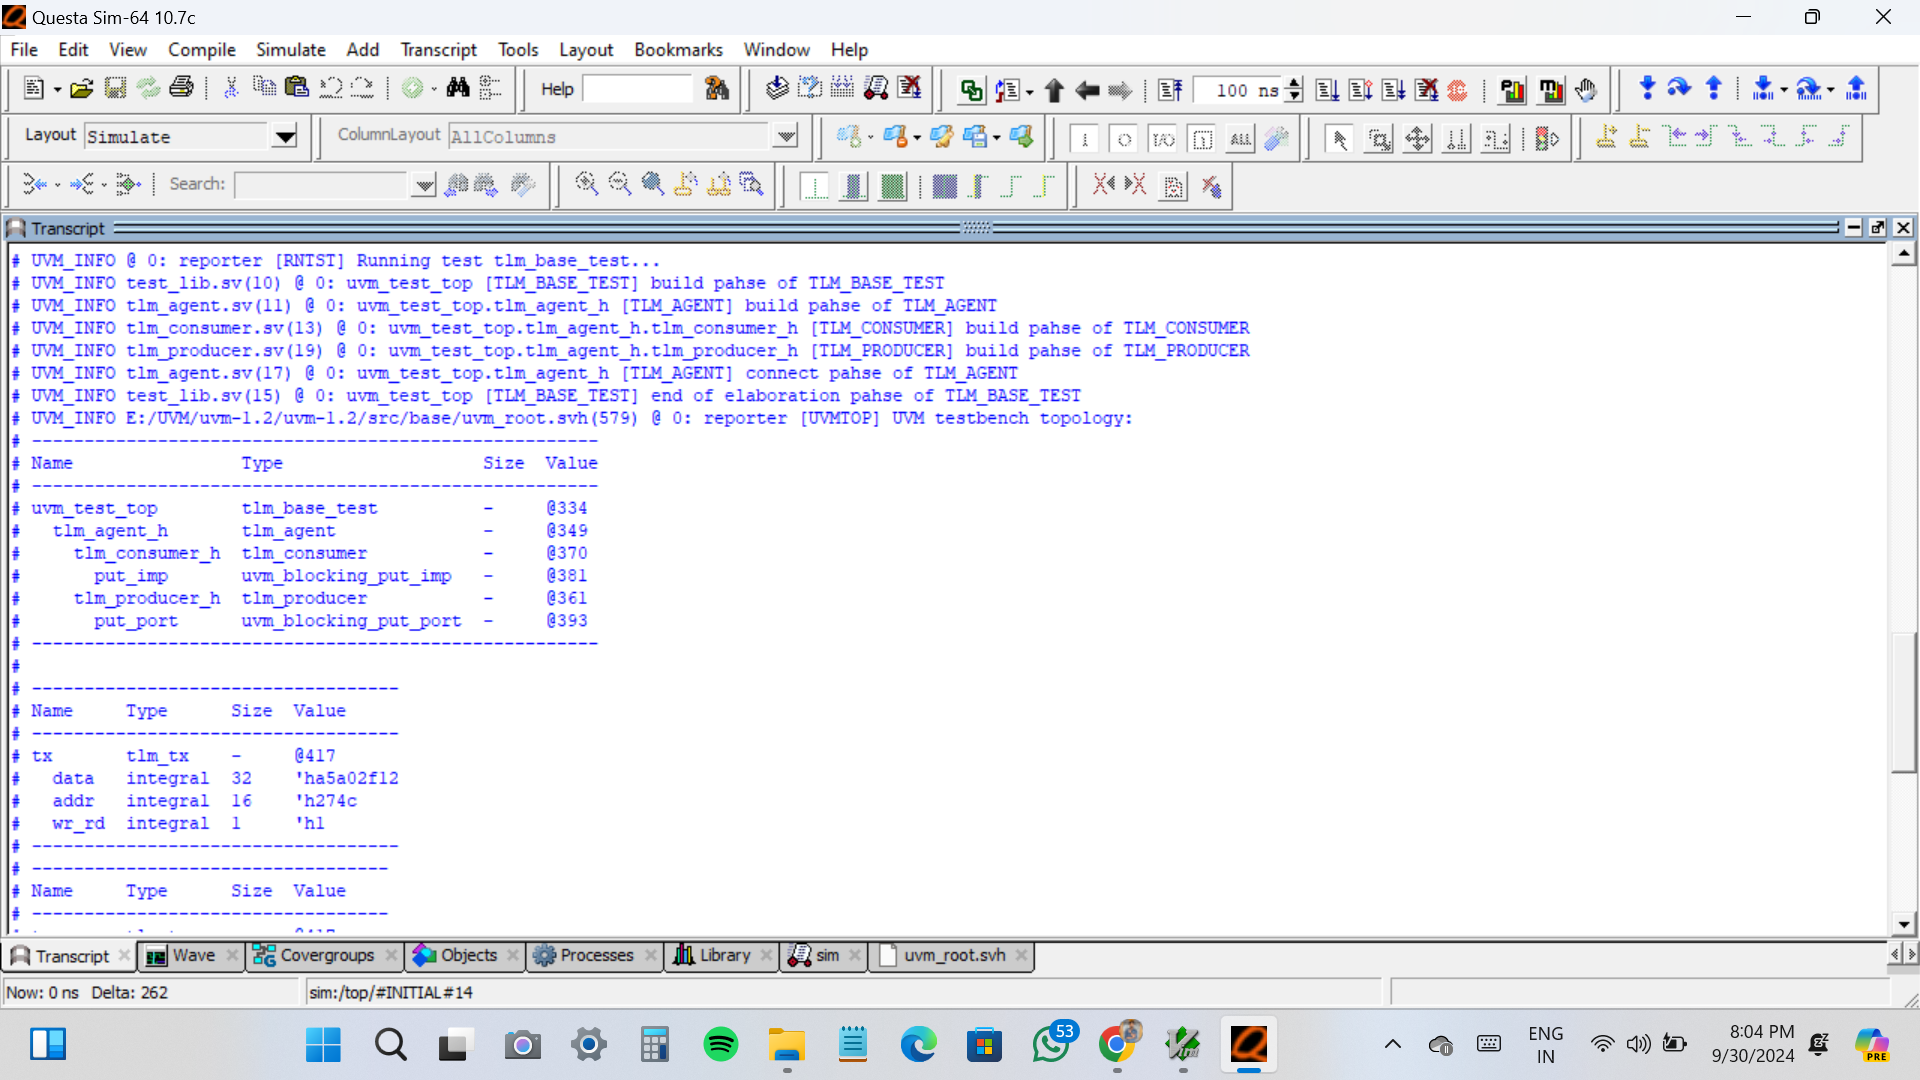 Questa Sim-64 10.7c
File Edit View Compile Simulate Add Transcript Tools Layout Bookmarks Window Help
Help
100 ns
Layout Simulate
ColumnLayout AllColumns
ALL
Search:
Transcript
# UVM_INFO @ 0: reporter [RNTST] Running test tlm_base_test...
# UVM_INFO test_lib.sv(10) @ 0: uvm_test_top [TLM_BASE_TEST] build pahse of TLM_BASE_TEST
# UVM_INFO tlm_agent.sv(11) @ 0: uvm_test_top.tlm_agent_h [TLM_AGENT] build pahse of TLM_AGENT
# UVM_INFO tlm_consumer.sv(13) @ 0: uvm_test_top.tlm_agent_h.tlm_consumer_h [TLM_CONSUMER] build pahse of TLM_CONSUMER
# UVM_INFO tlm_producer.sv(19) @ 0: uvm_test_top.tlm_agent_h.tlm_producer_h [TLM_PRODUCER] build pahse of TLM_PRODUCER
# UVM_INFO tlm_agent.sv(17) @ 0: uvm_test_top.tlm_agent_h [TLM_AGENT] connect pahse of TLM_AGENT
# UVM_INFO test_lib.sv(15) @ 0: uvm_test_top [TLM_BASE_TEST] end of elaboration pahse of TLM_BASE_TEST
# UVM_INFO E:/UVM/uvm-1.2/uvm-1.2/src/base/uvm_root.svh(579) @ 0: reporter [UVMTOP] UVM testbench topology:
# ------------------------------------------------------
# Name Type Size Value
# ------------------------------------------------------
# uvm_test_top tlm_base_test - @334
# tlm_agent_h tlm_agent - @349
# tlm_consumer_h tlm_consumer - @370
# put_imp uvm_blocking_put_imp - @381
# tlm_producer_h tlm_producer - @361
# put_port uvm_blocking_put_port - @393
# ------------------------------------------------------
#
# -----------------------------------
# Name Type Size Value
# -----------------------------------
# tx tlm_tx - @417
# data integral 32 'ha5a02f12
# addr integral 16 'h274c
# wr_rd integral 1 'h1
# -----------------------------------
# ----------------------------------
# Name Type Size Value
# ----------------------------------
Transcript Wave Covergroups Objects Processes Library sim uvm_root.svh
Now: 0 ns Delta: 262 sim:/top/#INITIAL#14
53
ENG
IN
8:04 PM
9/30/2024
PRE